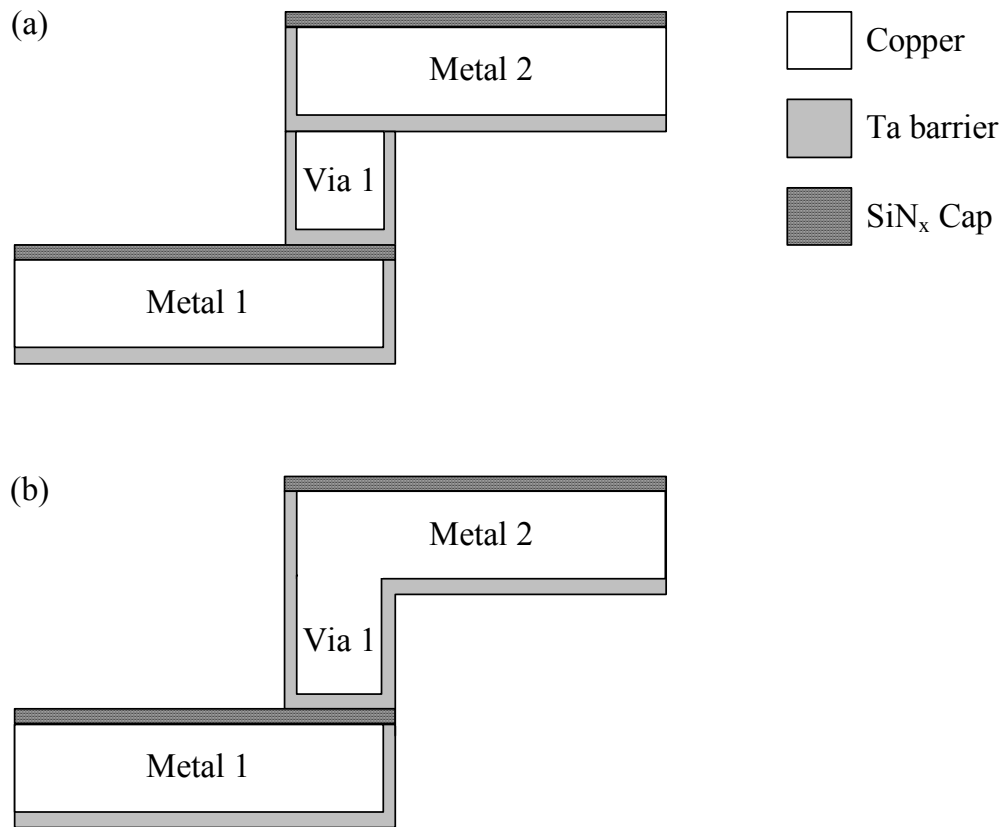 (a)
Metal 2
Via 1
Metal 1
Copper
Ta barrier
SiNx Cap
(b)
Metal 2
Via 1
Metal 1